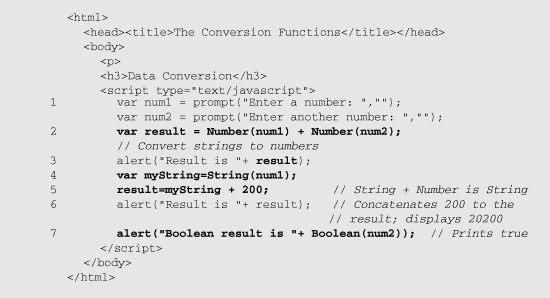 <html>
<head><title>The Conversion Functions</title></head>
<body>
<p>
<h3>Data Conversion</h3>
<script type="text/javascript">
1 var num1 = prompt("Enter a number: ","");
var num2 = prompt("Enter another number: ","");
2 var result = Number(num1) + Number(num2);
// Convert strings to numbers
3 alert("Result is "+ result);
4 var myString=String(num1);
5 result=myString + 200; // String + Number is String
6 alert("Result is "+ result); // Concatenates 200 to the
// result; displays 20200
7 alert("Boolean result is "+ Boolean(num2)); // Prints true
</script>
</body>
</html>